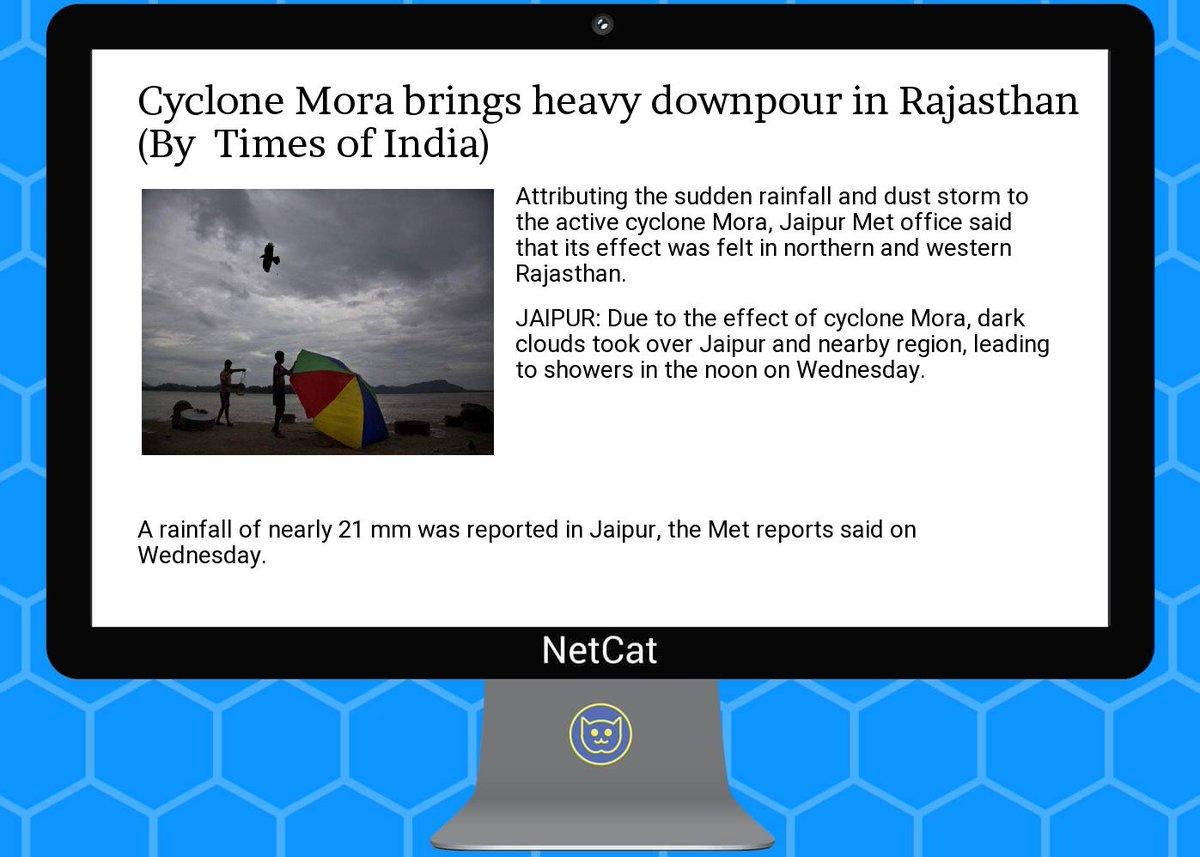 Cyclone Mora brings heavy downpour in Rajasthan
(By Times of India)
Attributing the sudden rainfall and dust storm to
the active cyclone Mora, Jaipur Met office said
that its effect was felt in northern and western
Rajasthan.
JAIPUR: Due to the effect of cyclone Mora, dark
clouds took over Jaipur and nearby region, leading
to showers in the noon on Wednesday.
A rainfall of nearly 21 mm was reported in Jaipur, the Met reports said on
Wednesday.
NetCat